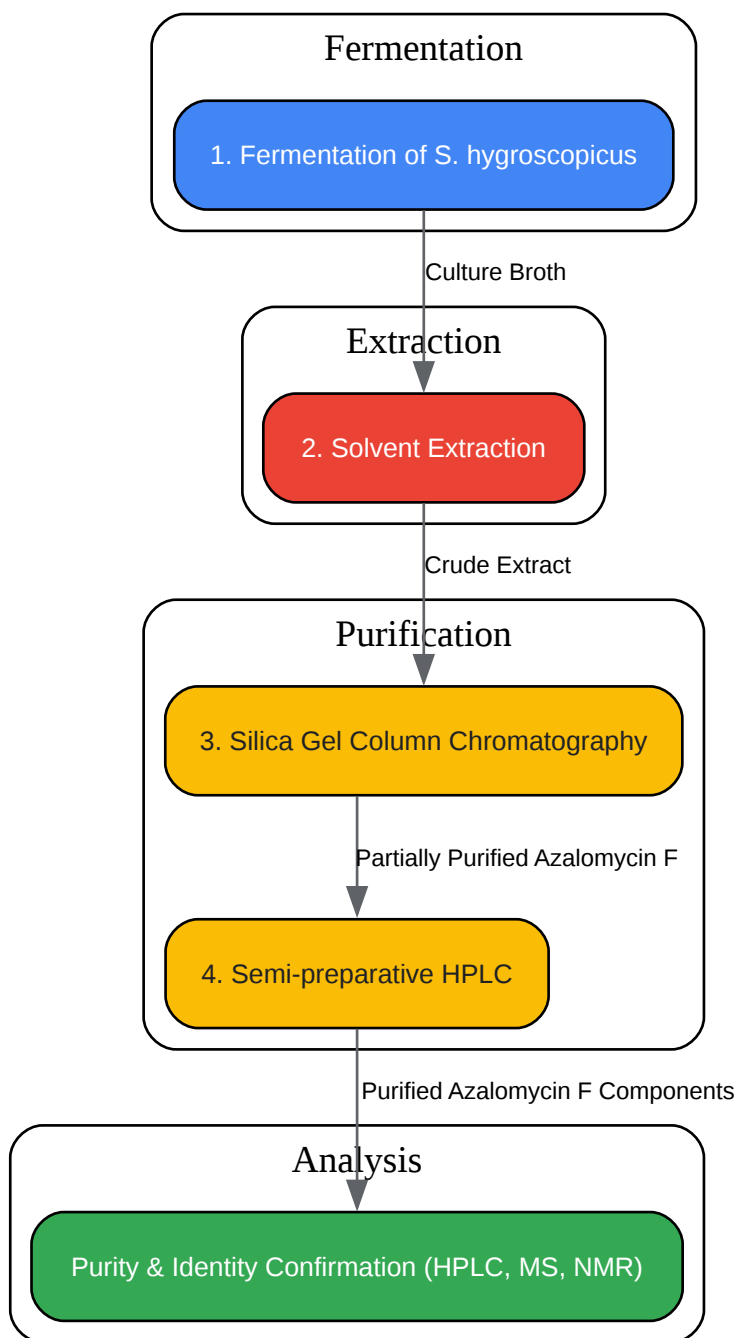 Fermentation
1. Fermentation of S. hygroscopicus
Culture Broth
Extraction
2. Solvent Extraction
Crude Extract
Purification
3. Silica Gel Column Chromatography
Partially Purified Azalomycin F
4. Semi-preparative HPLC
Purified Azalomycin F Components
Analysis
Purity & Identity Confirmation (HPLC, MS, NMR)